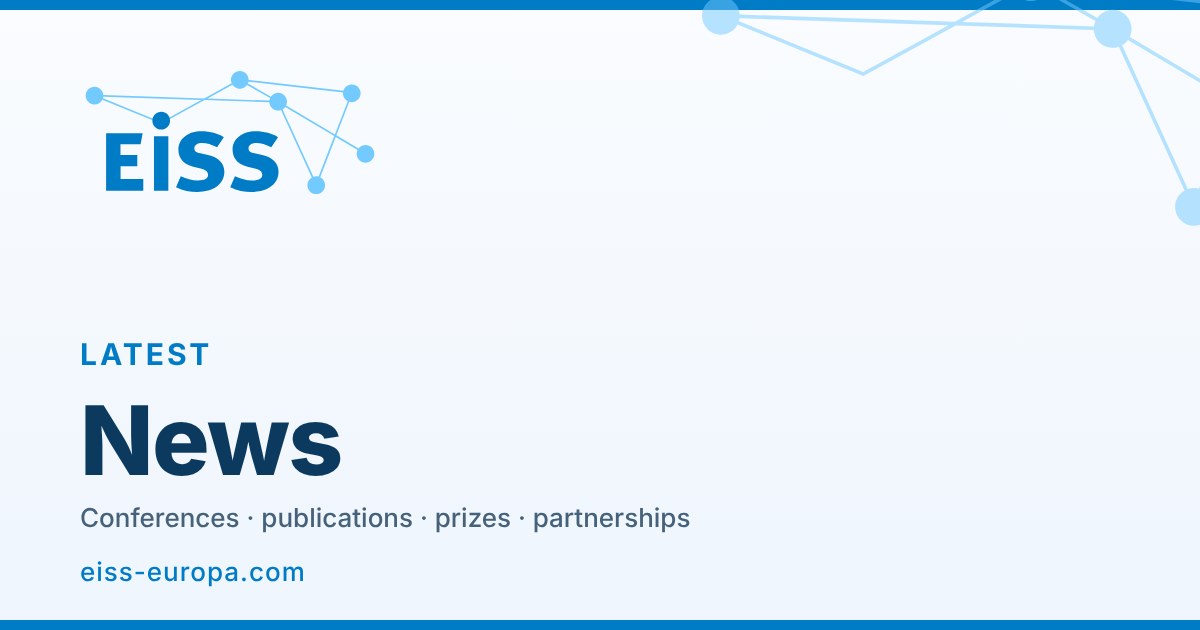 EiSS
LATEST
News
Conferences · publications · prizes · partnerships
eiss-europa.com